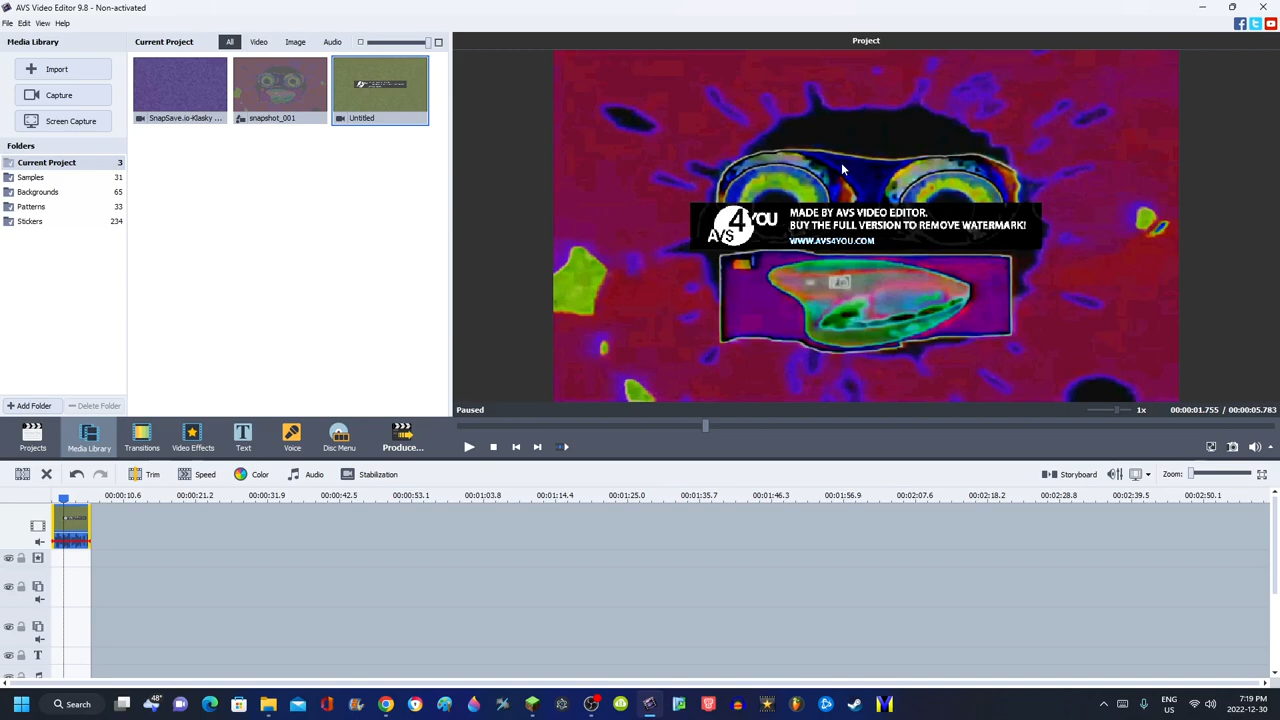 AVS Video Editor 9.8 - Non-activated
File Edit View Help
Media Library
Current Project All Video Image Audio
Project
Import
Capture
Screen Capture
SnapSave.io-Klasky ... snapshot_001 Untitled
Folders
Current Project 3
Samples 31
Backgrounds 65
Patterns 33
Stickers 234
AVS 4 YOU
MADE BY AVS VIDEO EDITOR.
BUY THE FULL VERSION TO REMOVE WATERMARK!
WWW.AVS4YOU.COM
Add Folder Delete Folder
Paused 1x 00:00:01.755 / 00:00:05.783
Projects Media Library Transitions Video Effects Text Voice Disc Menu Produce...
Trim Speed Color Audio Stabilization Storyboard Zoom:
00:00:10.6 00:00:21.2 00:00:31.9 00:00:42.5 00:00:53.1 00:01:03.8 00:01:14.4 00:01:25.0 00:01:35.7 00:01:46.3 00:01:56.9 00:02:07.6 00:02:18.2 00:02:28.8 00:02:39.5 00:02:50.1
T
Search
48°
ENG
US
7:19 PM
2022-12-30